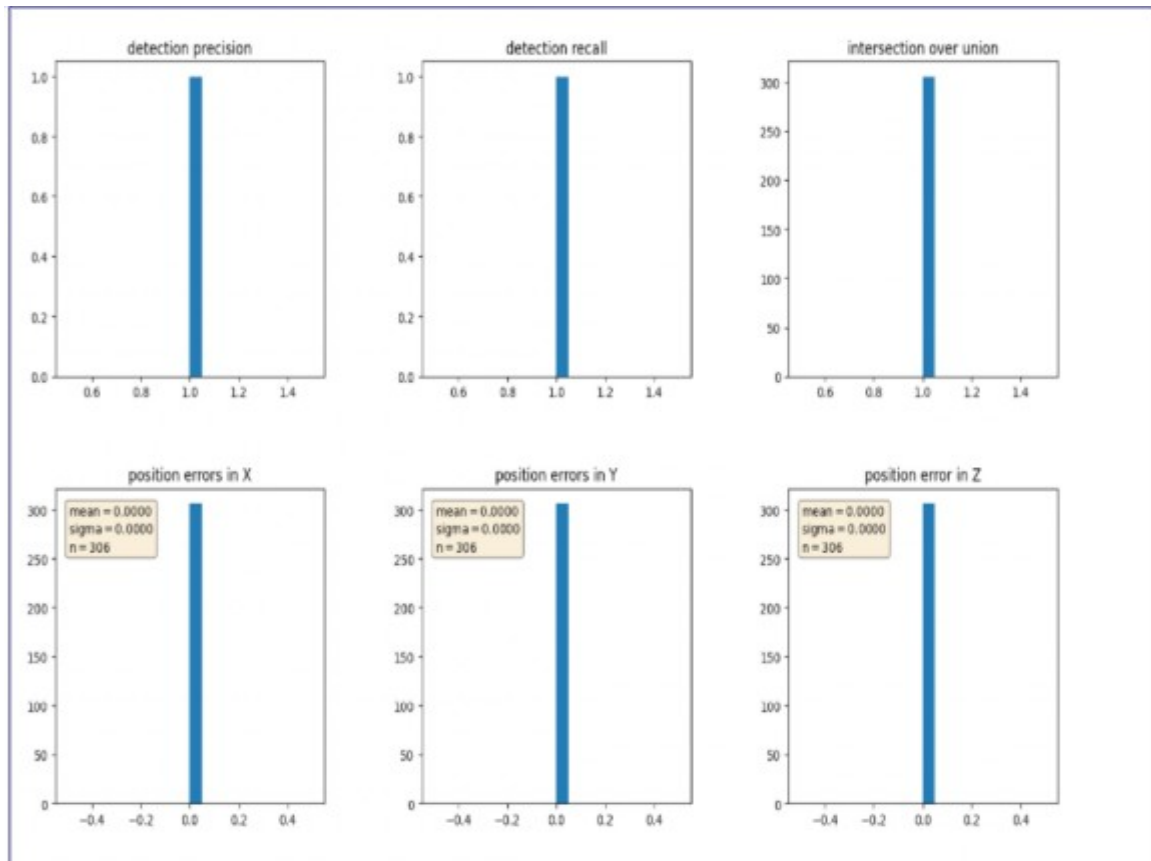 detection precision
1.0
0.8
0.6
0.4
0.2
0.0
0.6 0.8 1.0 1.2 1.4
detection recall
1.0
0.8
0.6
0.4
0.2
0.0
0.6 0.8 1.0 1.2 1.4
intersection over union
300
250
200
150
100
50
0
0.6 0.8 1.0 1.2 1.4
position errors in X
mean = 0.0000
sigma = 0.0000
n = 306
300
250
200
150
100
50
0
−0.4 −0.2 0.0 0.2 0.4
position errors in Y
mean = 0.0000
sigma = 0.0000
n = 306
300
250
200
150
100
50
0
−0.4 −0.2 0.0 0.2 0.4
position error in Z
mean = 0.0000
sigma = 0.0000
n = 306
300
250
200
150
100
50
0
−0.4 −0.2 0.0 0.2 0.4